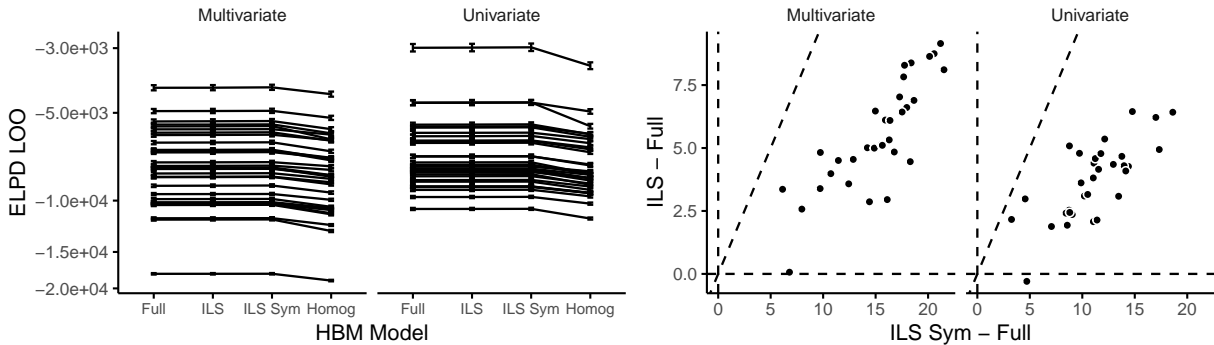 Multivariate
Univariate
ELPD LOO
−3.0e+03
−5.0e+03
−1.0e+04
−1.5e+04
−2.0e+04
Full
ILS
ILS Sym
Homog
Full
ILS
ILS Sym
Homog
HBM Model
Multivariate
Univariate
ILS − Full
7.5
5.0
2.5
0.0
0
5
10
15
20
0
5
10
15
20
ILS Sym − Full